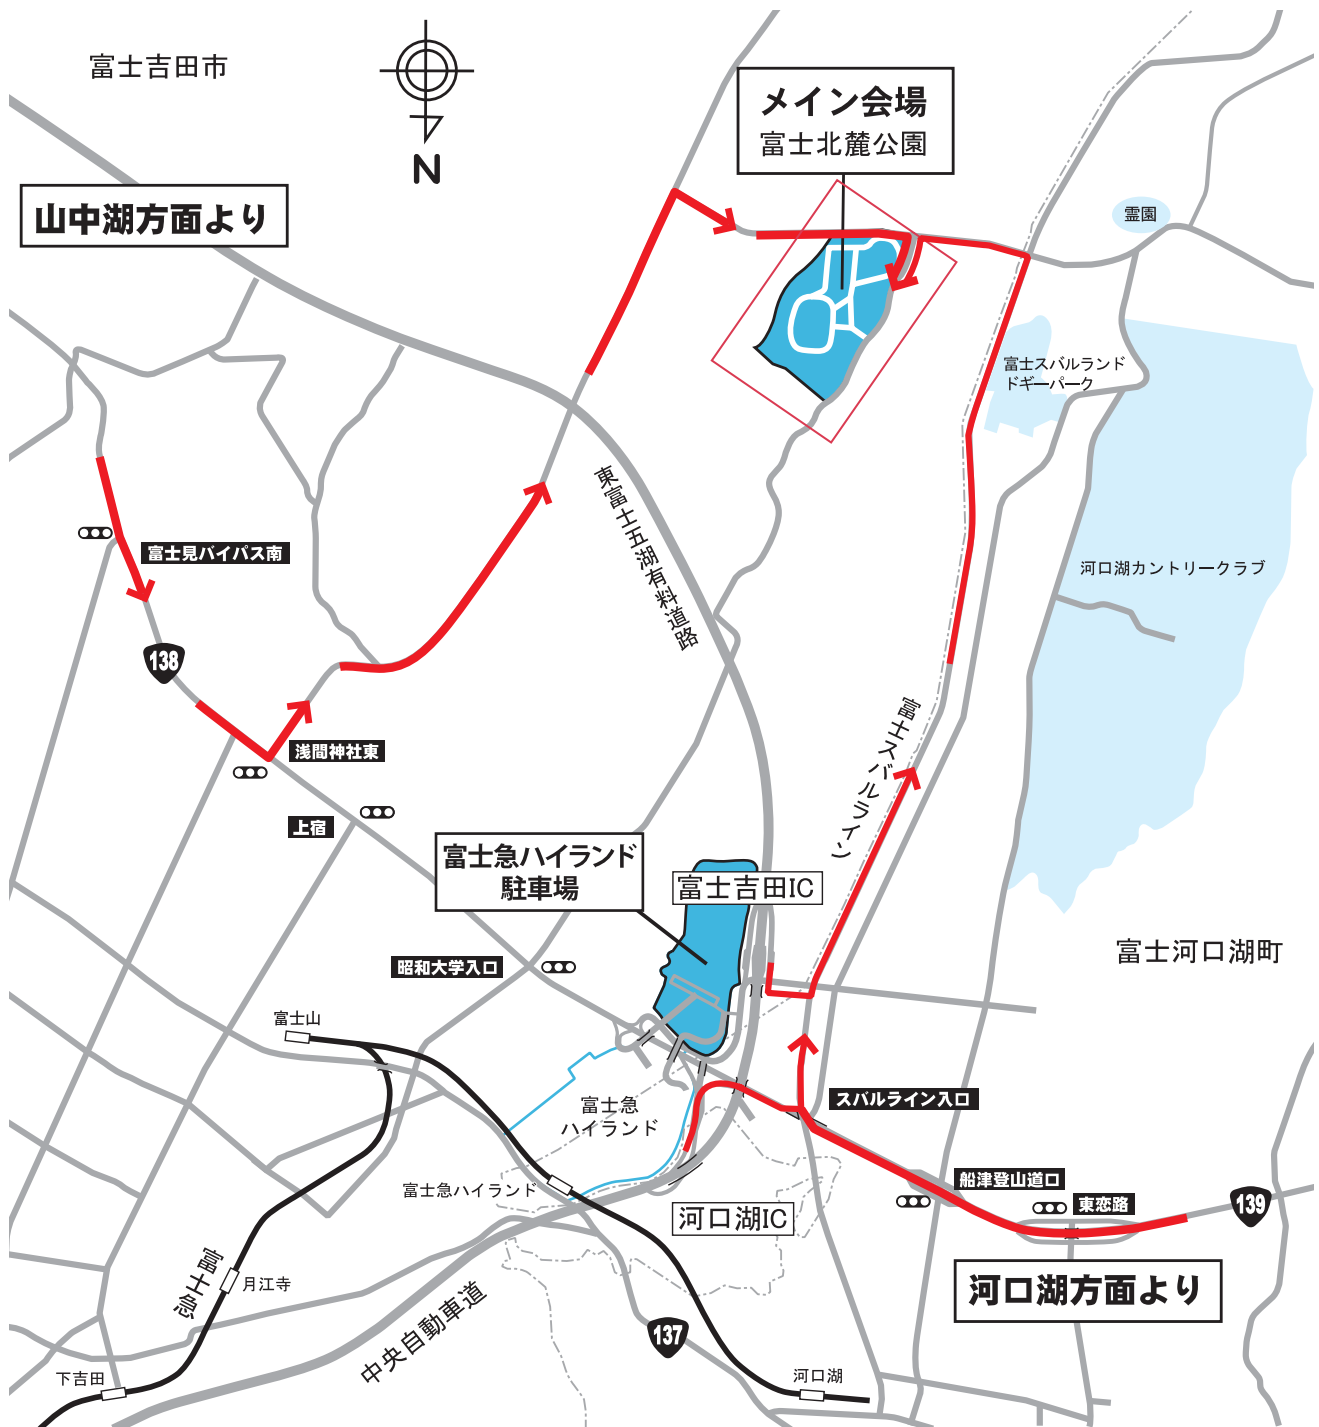 富士吉田市
N
メイン会場
富士北麓公園
山中湖方面より
霊園
富士スバルランド
ドギーパーク
東富士五湖有料道路
富士見バイパス南
河口湖カントリークラブ
138
浅間神社東
富士スバルライン
上宿
富士急ハイランド
駐車場
富士吉田IC
昭和大学入口
富士河口湖町
富士山
スバルライン入口
富士急
ハイランド
船津登山道口
富士急ハイランド
東恋路
139
河口湖IC
富士急
月江寺
河口湖方面より
中央自動車道
137
下吉田
河口湖